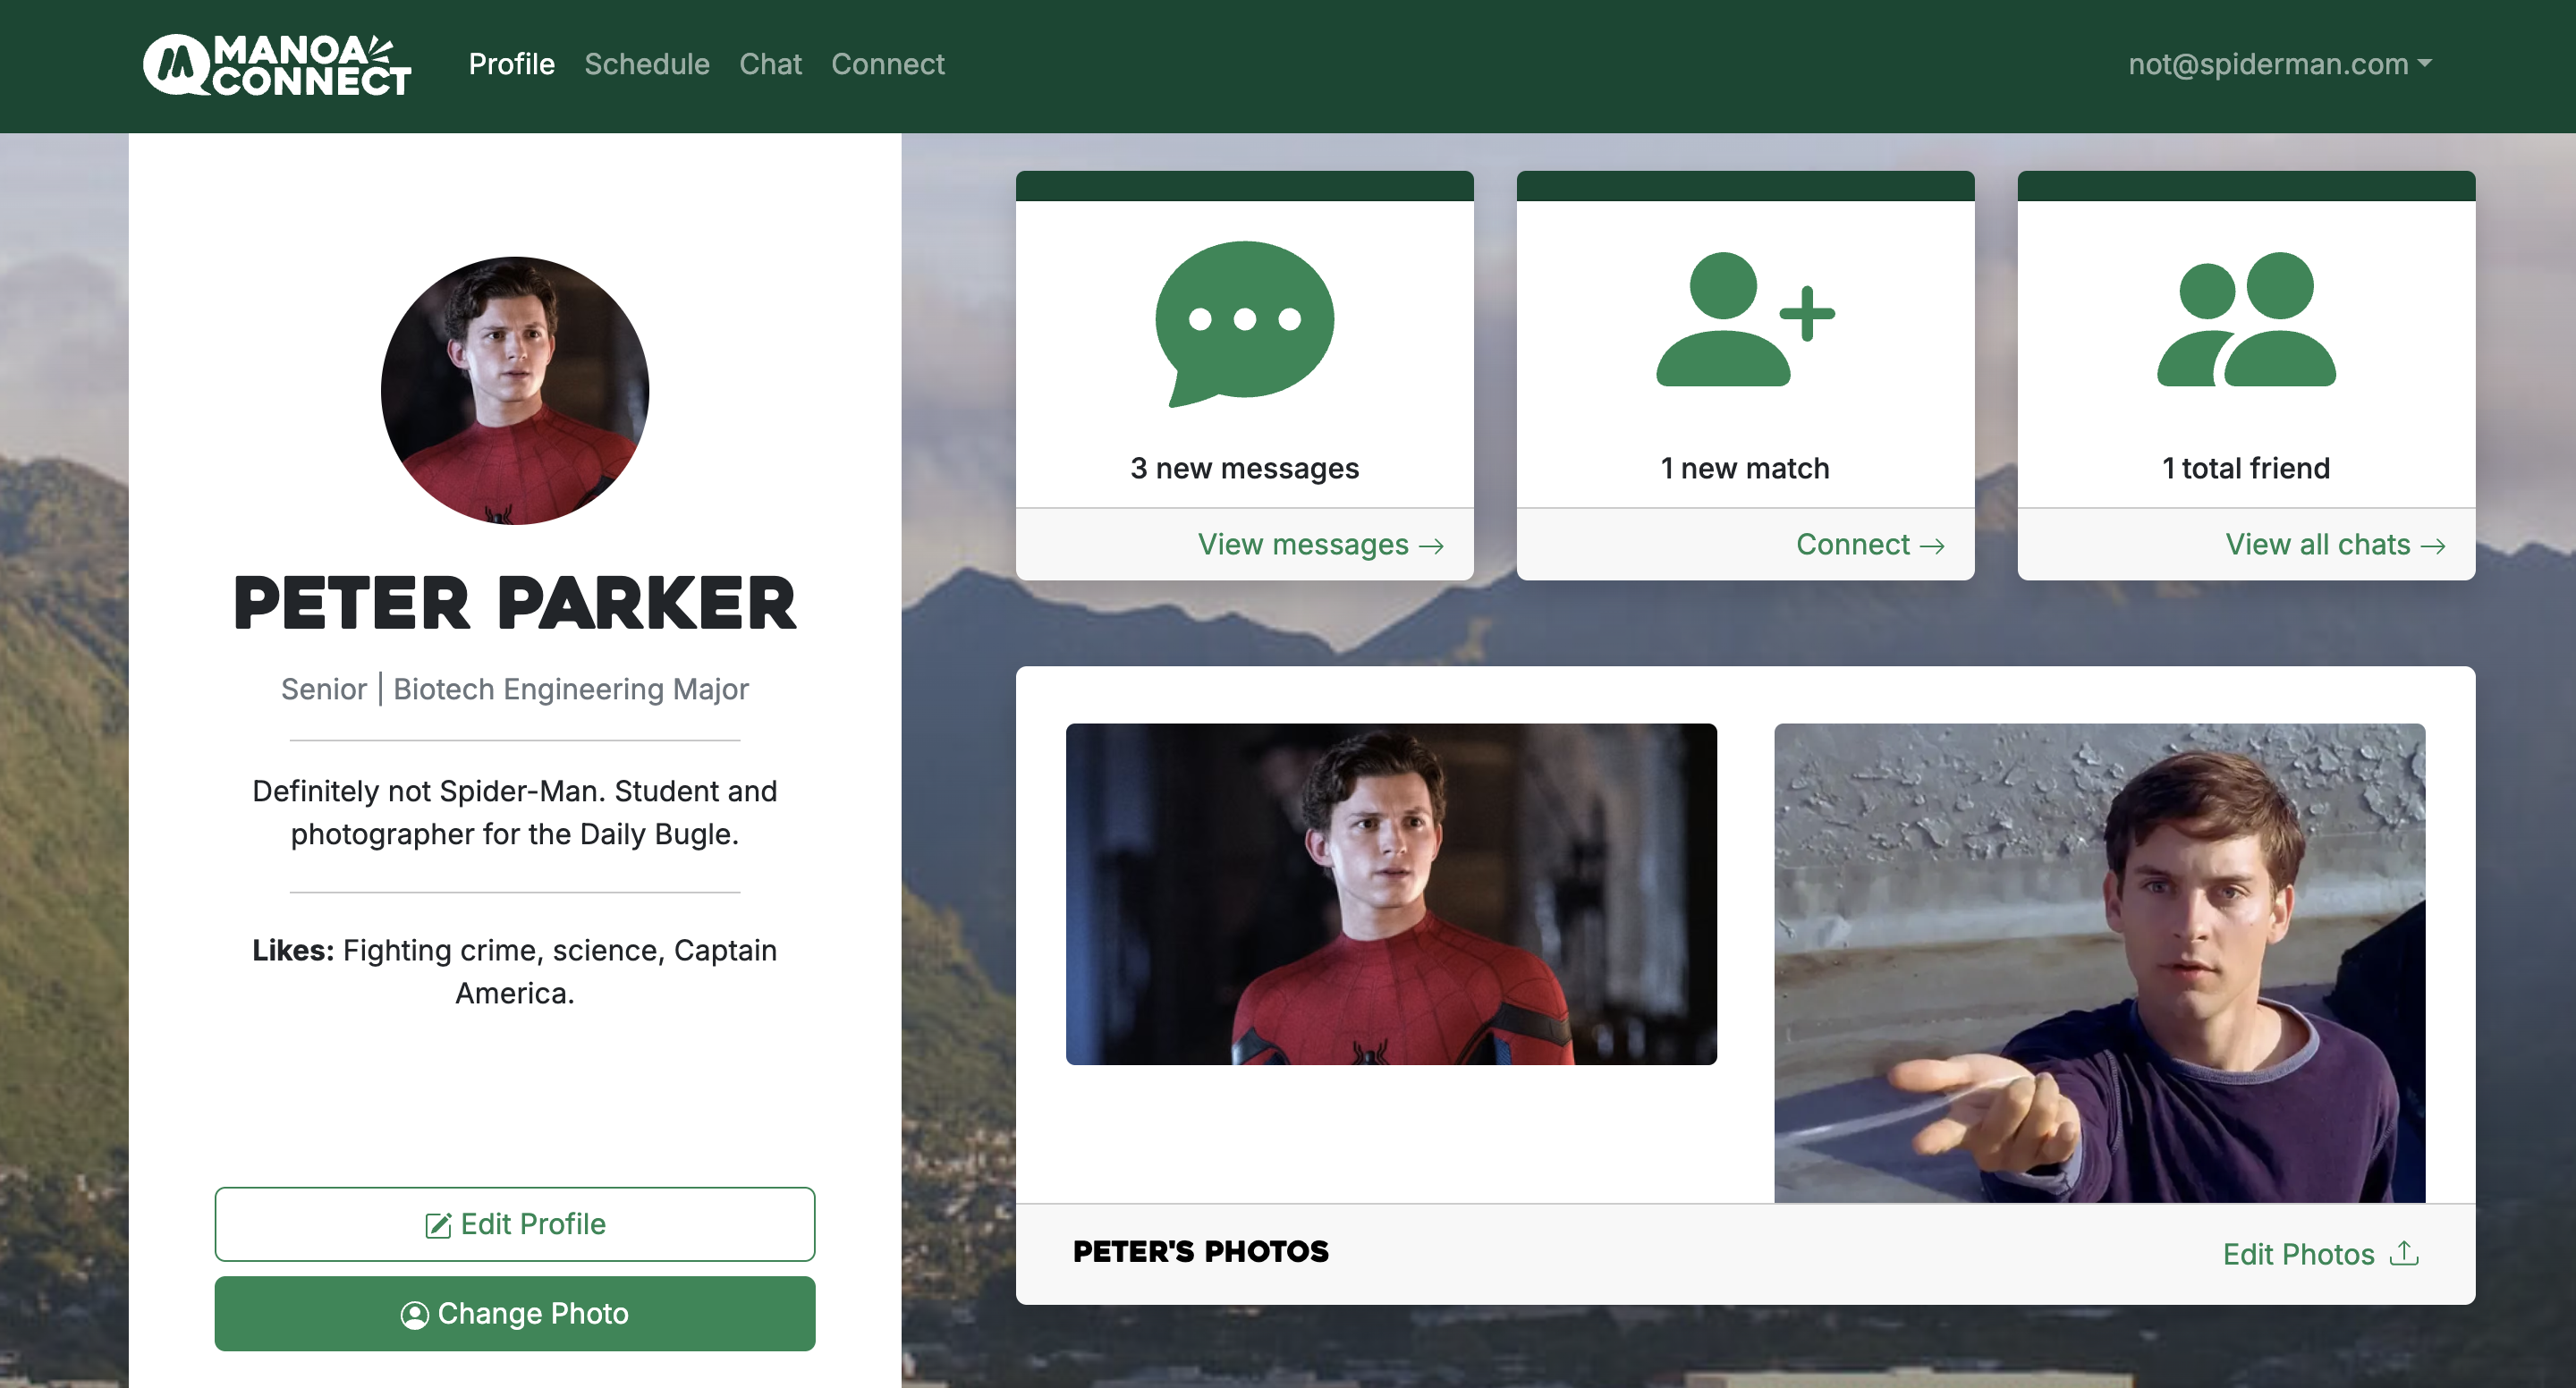 MANOA
CONNECT
Profile Schedule Chat Connect
not@spiderman.com
PETER PARKER
Senior | Biotech Engineering Major
Definitely not Spider-Man. Student and
photographer for the Daily Bugle.
Likes: Fighting crime, science, Captain
America.
Edit Profile
Change Photo
3 new messages
View messages →
1 new match
Connect →
1 total friend
View all chats →
PETER'S PHOTOS
Edit Photos